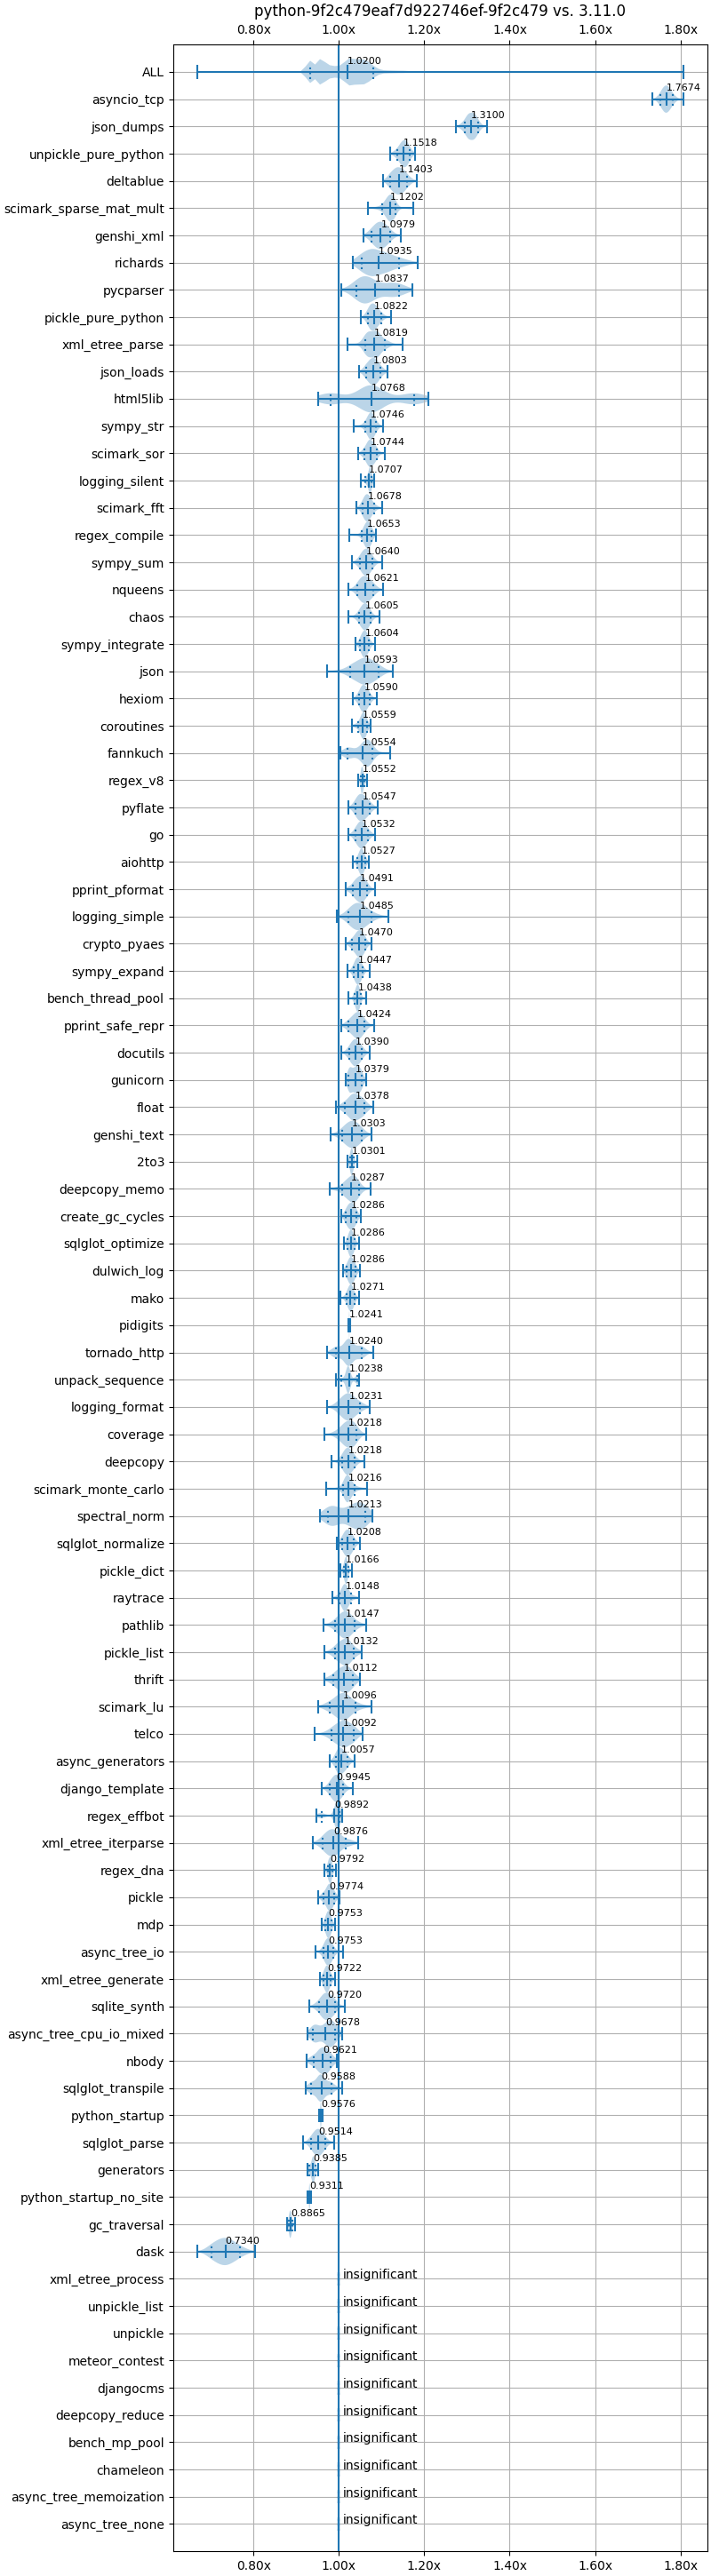 python-9f2c479eaf7d922746ef-9f2c479 vs. 3.11.0
0.80x 1.00x 1.20x 1.40x 1.60x 1.80x
ALL 1.0200
asyncio_tcp 1.7674
json_dumps 1.3100
unpickle_pure_python 1.1518
deltablue 1.1403
scimark_sparse_mat_mult 1.1202
genshi_xml 1.0979
richards 1.0935
pycparser 1.0837
pickle_pure_python 1.0822
xml_etree_parse 1.0819
json_loads 1.0803
html5lib 1.0768
sympy_str 1.0746
scimark_sor 1.0744
logging_silent 1.0707
scimark_fft 1.0678
regex_compile 1.0653
sympy_sum 1.0640
nqueens 1.0621
chaos 1.0605
sympy_integrate 1.0604
json 1.0593
hexiom 1.0590
coroutines 1.0559
fannkuch 1.0554
regex_v8 1.0552
pyflate 1.0547
go 1.0532
aiohttp 1.0527
pprint_pformat 1.0491
logging_simple 1.0485
crypto_pyaes 1.0470
sympy_expand 1.0447
bench_thread_pool 1.0438
pprint_safe_repr 1.0424
docutils 1.0390
gunicorn 1.0379
float 1.0378
genshi_text 1.0303
2to3 1.0301
deepcopy_memo 1.0287
create_gc_cycles 1.0286
sqlglot_optimize 1.0286
dulwich_log 1.0286
mako 1.0271
pidigits 1.0241
tornado_http 1.0240
unpack_sequence 1.0238
logging_format 1.0231
coverage 1.0218
deepcopy 1.0218
scimark_monte_carlo 1.0216
spectral_norm 1.0213
sqlglot_normalize 1.0208
pickle_dict 1.0166
raytrace 1.0148
pathlib 1.0147
pickle_list 1.0132
thrift 1.0112
scimark_lu 1.0096
telco 1.0092
async_generators 1.0057
django_template 0.9945
regex_effbot 0.9892
xml_etree_iterparse 0.9876
regex_dna 0.9792
pickle 0.9774
mdp 0.9753
async_tree_io 0.9753
xml_etree_generate 0.9722
sqlite_synth 0.9720
async_tree_cpu_io_mixed 0.9678
nbody 0.9621
sqlglot_transpile 0.9588
python_startup 0.9576
sqlglot_parse 0.9514
generators 0.9385
python_startup_no_site 0.9311
gc_traversal 0.8865
dask 0.7340
xml_etree_process insignificant
unpickle_list insignificant
unpickle insignificant
meteor_contest insignificant
djangocms insignificant
deepcopy_reduce insignificant
bench_mp_pool insignificant
chameleon insignificant
async_tree_memoization insignificant
async_tree_none insignificant
0.80x 1.00x 1.20x 1.40x 1.60x 1.80x